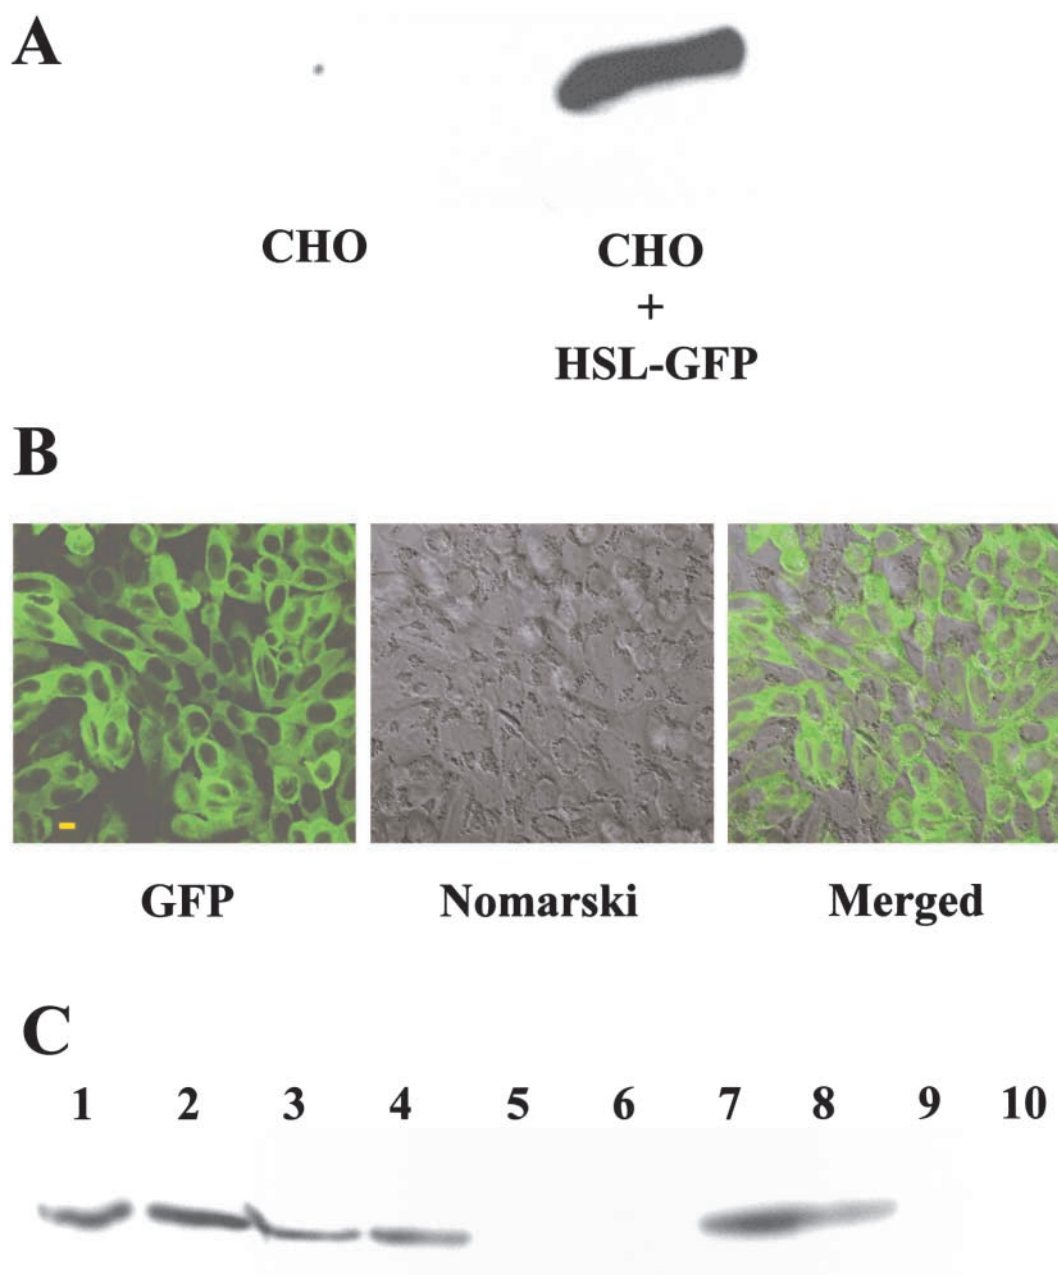 A
CHO CHO
+
HSL-GFP
B
GFP Nomarski Merged
C
1 2 3 4 5 6 7 8 9 10